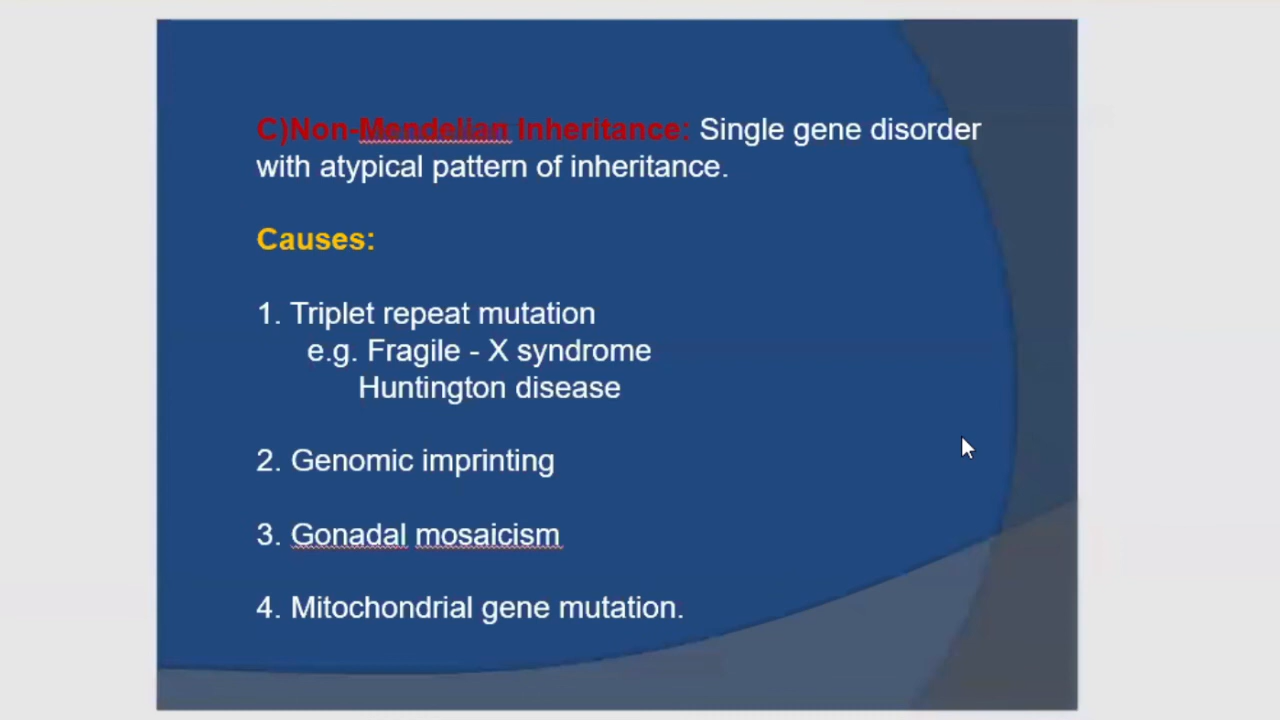 C)Non-Mendelian Inheritance: Single gene disorder
with atypical pattern of inheritance.
Causes:
1. Triplet repeat mutation
e.g. Fragile - X syndrome
Huntington disease
2. Genomic imprinting
3. Gonadal mosaicism
4. Mitochondrial gene mutation.